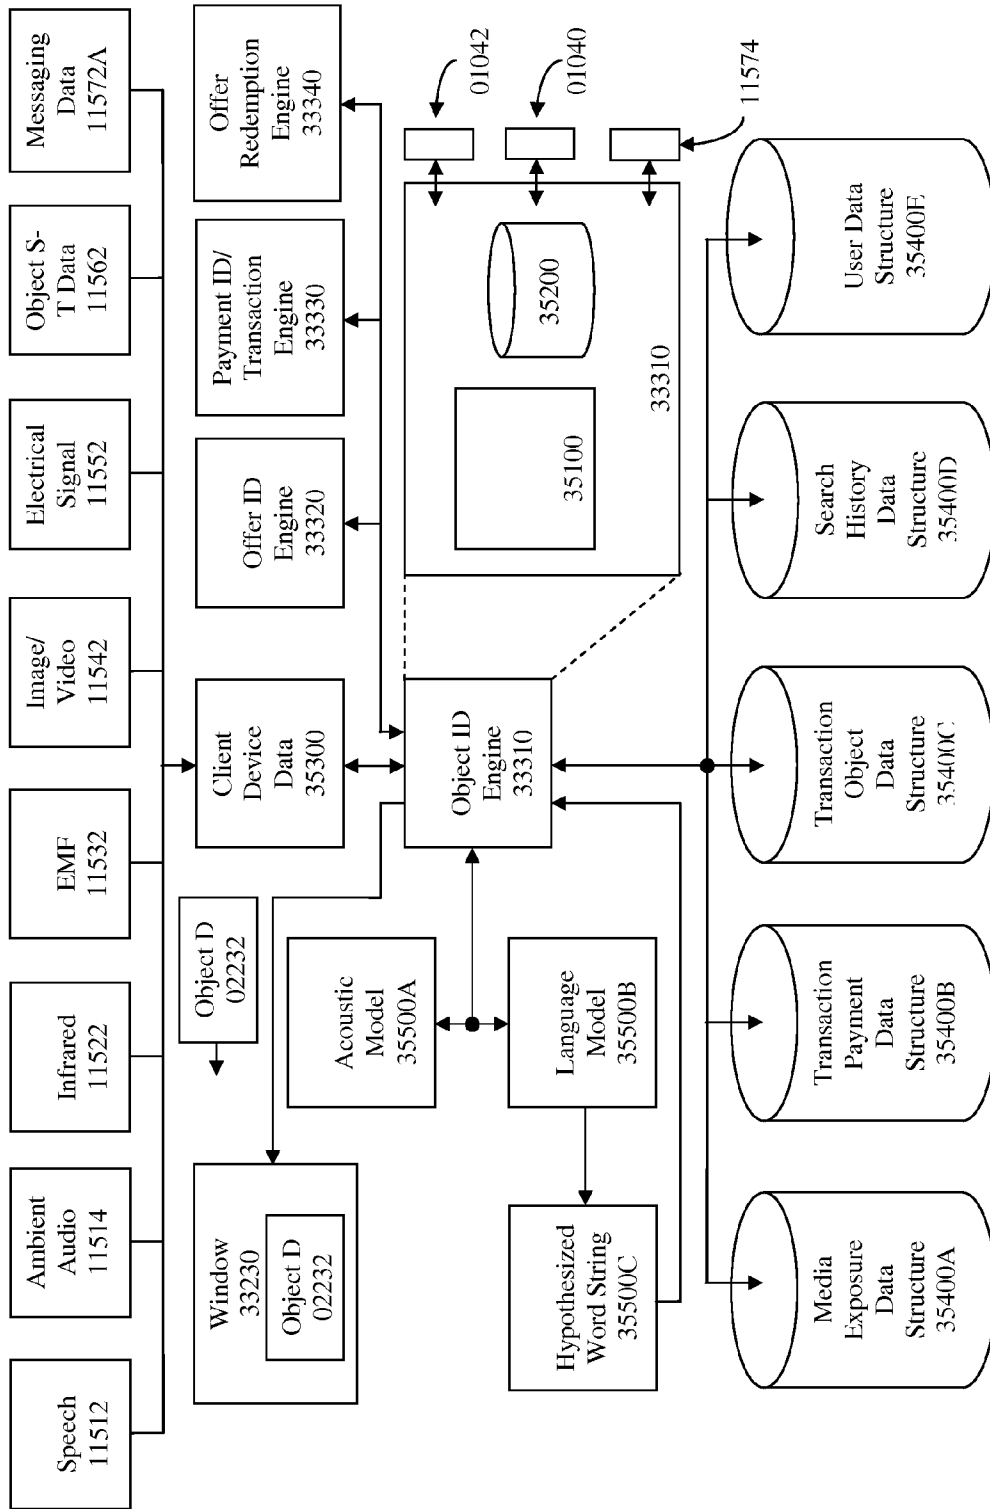 Speech
11512
Ambient
Audio
11514
Infrared
11522
EMF
11532
Image/
Video
11542
Electrical
Signal
11552
Object S-
T Data
11562
Messaging
Data
11572A
Window
33230
Object D
02232
Object D
02232
Client
Device
Data
35300
Offer ID
Engine
33320
Payment ID/
Transaction
Engine
33330
Offer
Redemption
Engine
33340
Acoustic
Model
35500A
Object ID
Engine
33310
Hypothesized
Word String
35500C
Language
Model
35500B
35100
35200
33310
01042
01040
11574
Media
Exposure
Data
Structure
35400A
Transaction
Payment
Data
Structure
35400B
Transaction
Object
Data
Structure
35400C
Search
History
Data
Structure
35400D
User Data
Structure
35400E